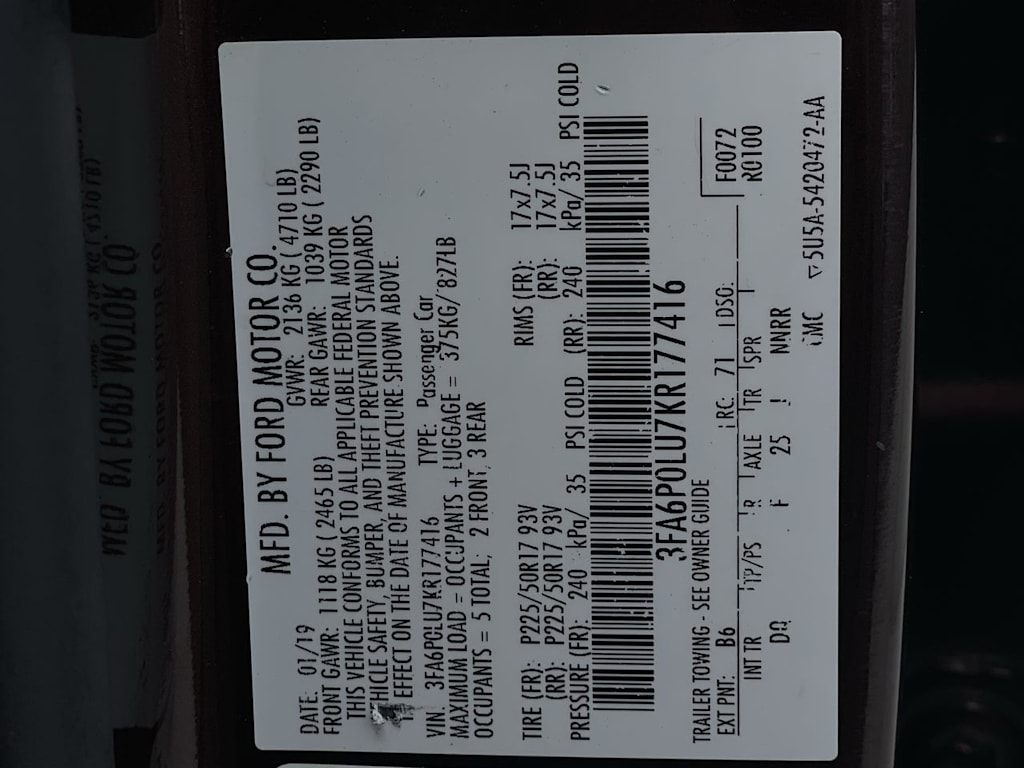 MFD. BY FORD MOTOR CO.
DATE: 01/19 GVWR: 2136 KG ( 4710 LB)
FRONT GAWR: 1118 KG ( 2465 LB) REAR GAWR: 1039 KG ( 2290 LB)
THIS VEHICLE CONFORMS TO ALL APPLICABLE FEDERAL MOTOR
VEHICLE SAFETY, BUMPER, AND THEFT PREVENTION STANDARDS
EFFECT ON THE DATE OF MANUFACTURE SHOWN ABOVE.
VIN: 3FA6P0LU7KR177416 TYPE: Passenger Car
MAXIMUM LOAD = OCCUPANTS + LUGGAGE = 375KG/ 827LB
OCCUPANTS = 5 TOTAL; 2 FRONT, 3 REAR
TIRE (FR): P225/50R17 93V RIMS (FR): 17x7.5J
(RR): P225/50R17 93V (RR): 17x7.5J
PRESSURE (FR): 240 kPa/ 35 PSI COLD (RR): 240 kPa/ 35 PSI COLD
3FA6P0LU7KR177416
TRAILER TOWING - SEE OWNER GUIDE F0072
R0100
EXT PNT: B6 RC: 71 DSO:
INT TR TP/PS R AXLE TR SPR
DQ F 25 J NNRR
5U5A-5420472-AA